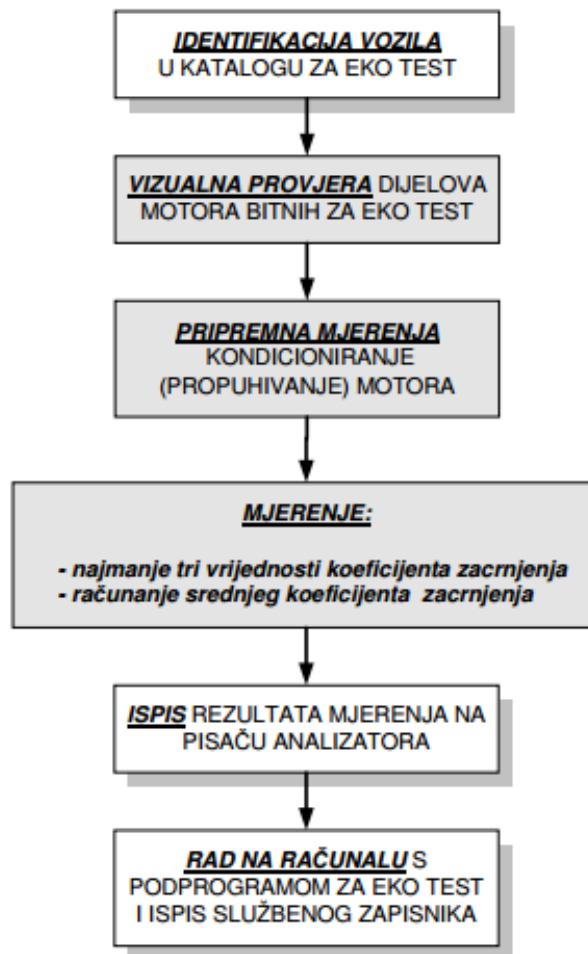 IDENTIFIKACIJA VOZILA
U KATALOGU ZA EKO TEST
VIZUALNA PROVJERA DIJELOVA
MOTORA BITNIH ZA EKO TEST
PRIPREMNA MJERENJA
KONDICIONIRANJE
(PROPUHIVANJE) MOTORA
MJERENJE:
- najmanje tri vrijednosti koeficijenta zacrnjenja
- računanje srednjeg koeficijenta zacrnjenja
ISPIS REZULTATA MJERENJA NA
PISAČU ANALIZATORA
RAD NA RAČUNALU S
PODPROGRAMOM ZA EKO TEST
I ISPIS SLUŽBENOG ZAPISNIKA